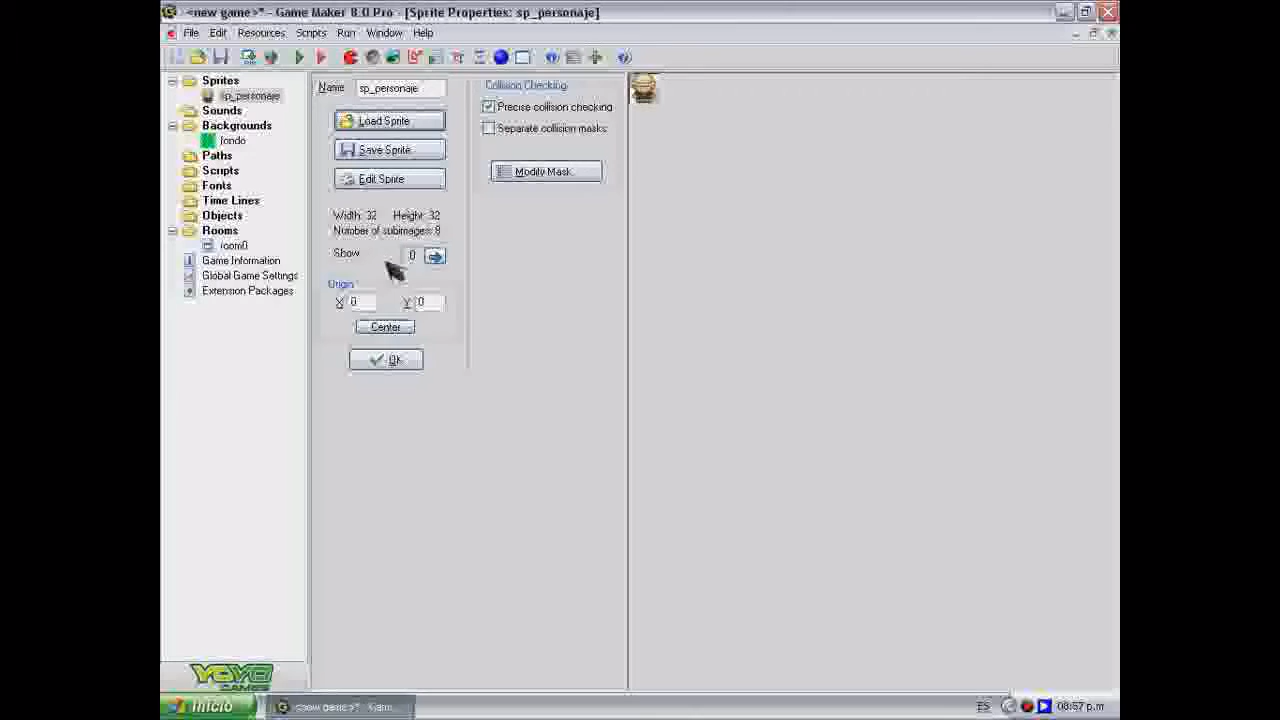 <new game>* - Game Maker 8.0 Pro - [Sprite Properties: sp_personaje]
File Edit Resources Scripts Run Window Help
Sprites
sp_personaje
Sounds
Backgrounds
fondo
Paths
Scripts
Fonts
Time Lines
Objects
Rooms
room0
Game Information
Global Game Settings
Extension Packages
Name sp_personaje
Load Sprite
Save Sprite
Edit Sprite
Width: 32 Height: 32
Number of subimages: 8
Show 0
Origin
X 0 Y 0
Center
OK
Collision Checking
Precise collision checking
Separate collision masks
Modify Mask
YOYO
GAMES
Inicio
<new game>* - Game
ES
08:57 p.m.